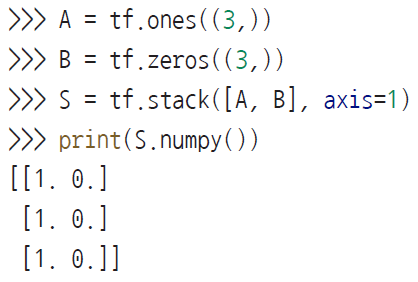 >>> A = tf.ones((3,))
>>> B = tf.zeros((3,))
>>> S = tf.stack([A, B], axis=1)
>>> print(S.numpy())
[[1. 0.]
 [1. 0.]
 [1. 0.]]